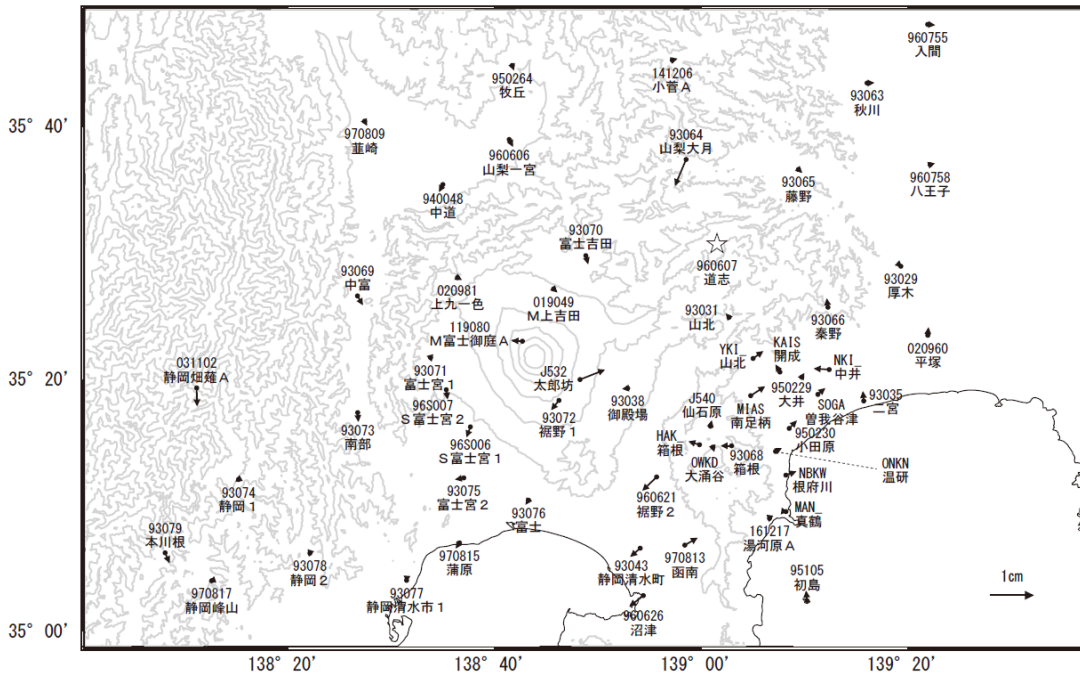 960755
入間
950264
牧丘
141206
小菅A
93063
秋川
35° 40′
970809
韮崎
960606
山梨一宮
93064
山梨大月
960758
八王子
93065
藤野
940048
中道
93070
富士吉田
960607
道志
93069
中富
020981
上九一色
019049
M上吉田
93029
厚木
93031
山北
93066
秦野
119080
M富士御庭A
YKI_
山北
KAIS
開成
NKI_
中井
020960
平塚
031102
静岡畑薙A
35° 20′
93071
富士宮1
J532
太郎坊
950229
大井
93038
御殿場
J540
仙石原
MIAS
南足柄
SOGA
曽我谷津
93035
二宮
96S007
S富士宮2
93072
裾野1
93073
南部
96S006
S富士宮1
HAK_
箱根
OWKD
大涌谷
93068
箱根
950230
小田原
ONKN
温研
NBKW
根府川
93074
静岡1
93075
富士宮2
960621
裾野2
93076
富士
MAN_
真鶴
161217
湯河原A
93079
本川根
93078
静岡2
970815
蒲原
93043
静岡清水町
970813
函南
95105
初島
1cm
970817
静岡峰山
93077
静岡清水市1
960626
沼津
35° 00′
138° 20′
138° 40′
139° 00′
139° 20′